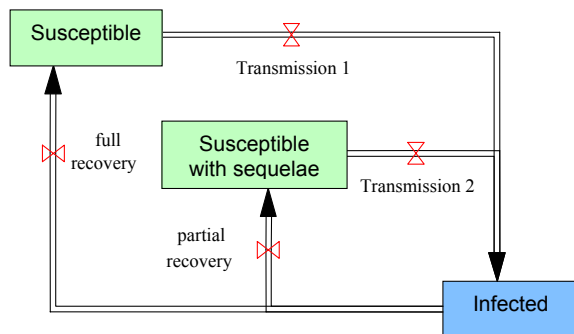 Susceptible
Transmission 1
full
recovery
Susceptible
with sequelae
Transmission 2
partial
recovery
Infected